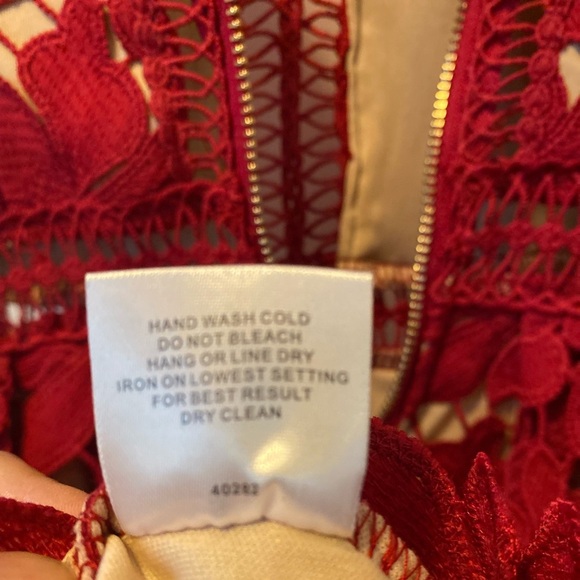 HAND WASH COLD
DO NOT BLEACH
HANG OR LINE DRY
IRON ON LOWEST SETTING
FOR BEST RESULT
DRY CLEAN
40282